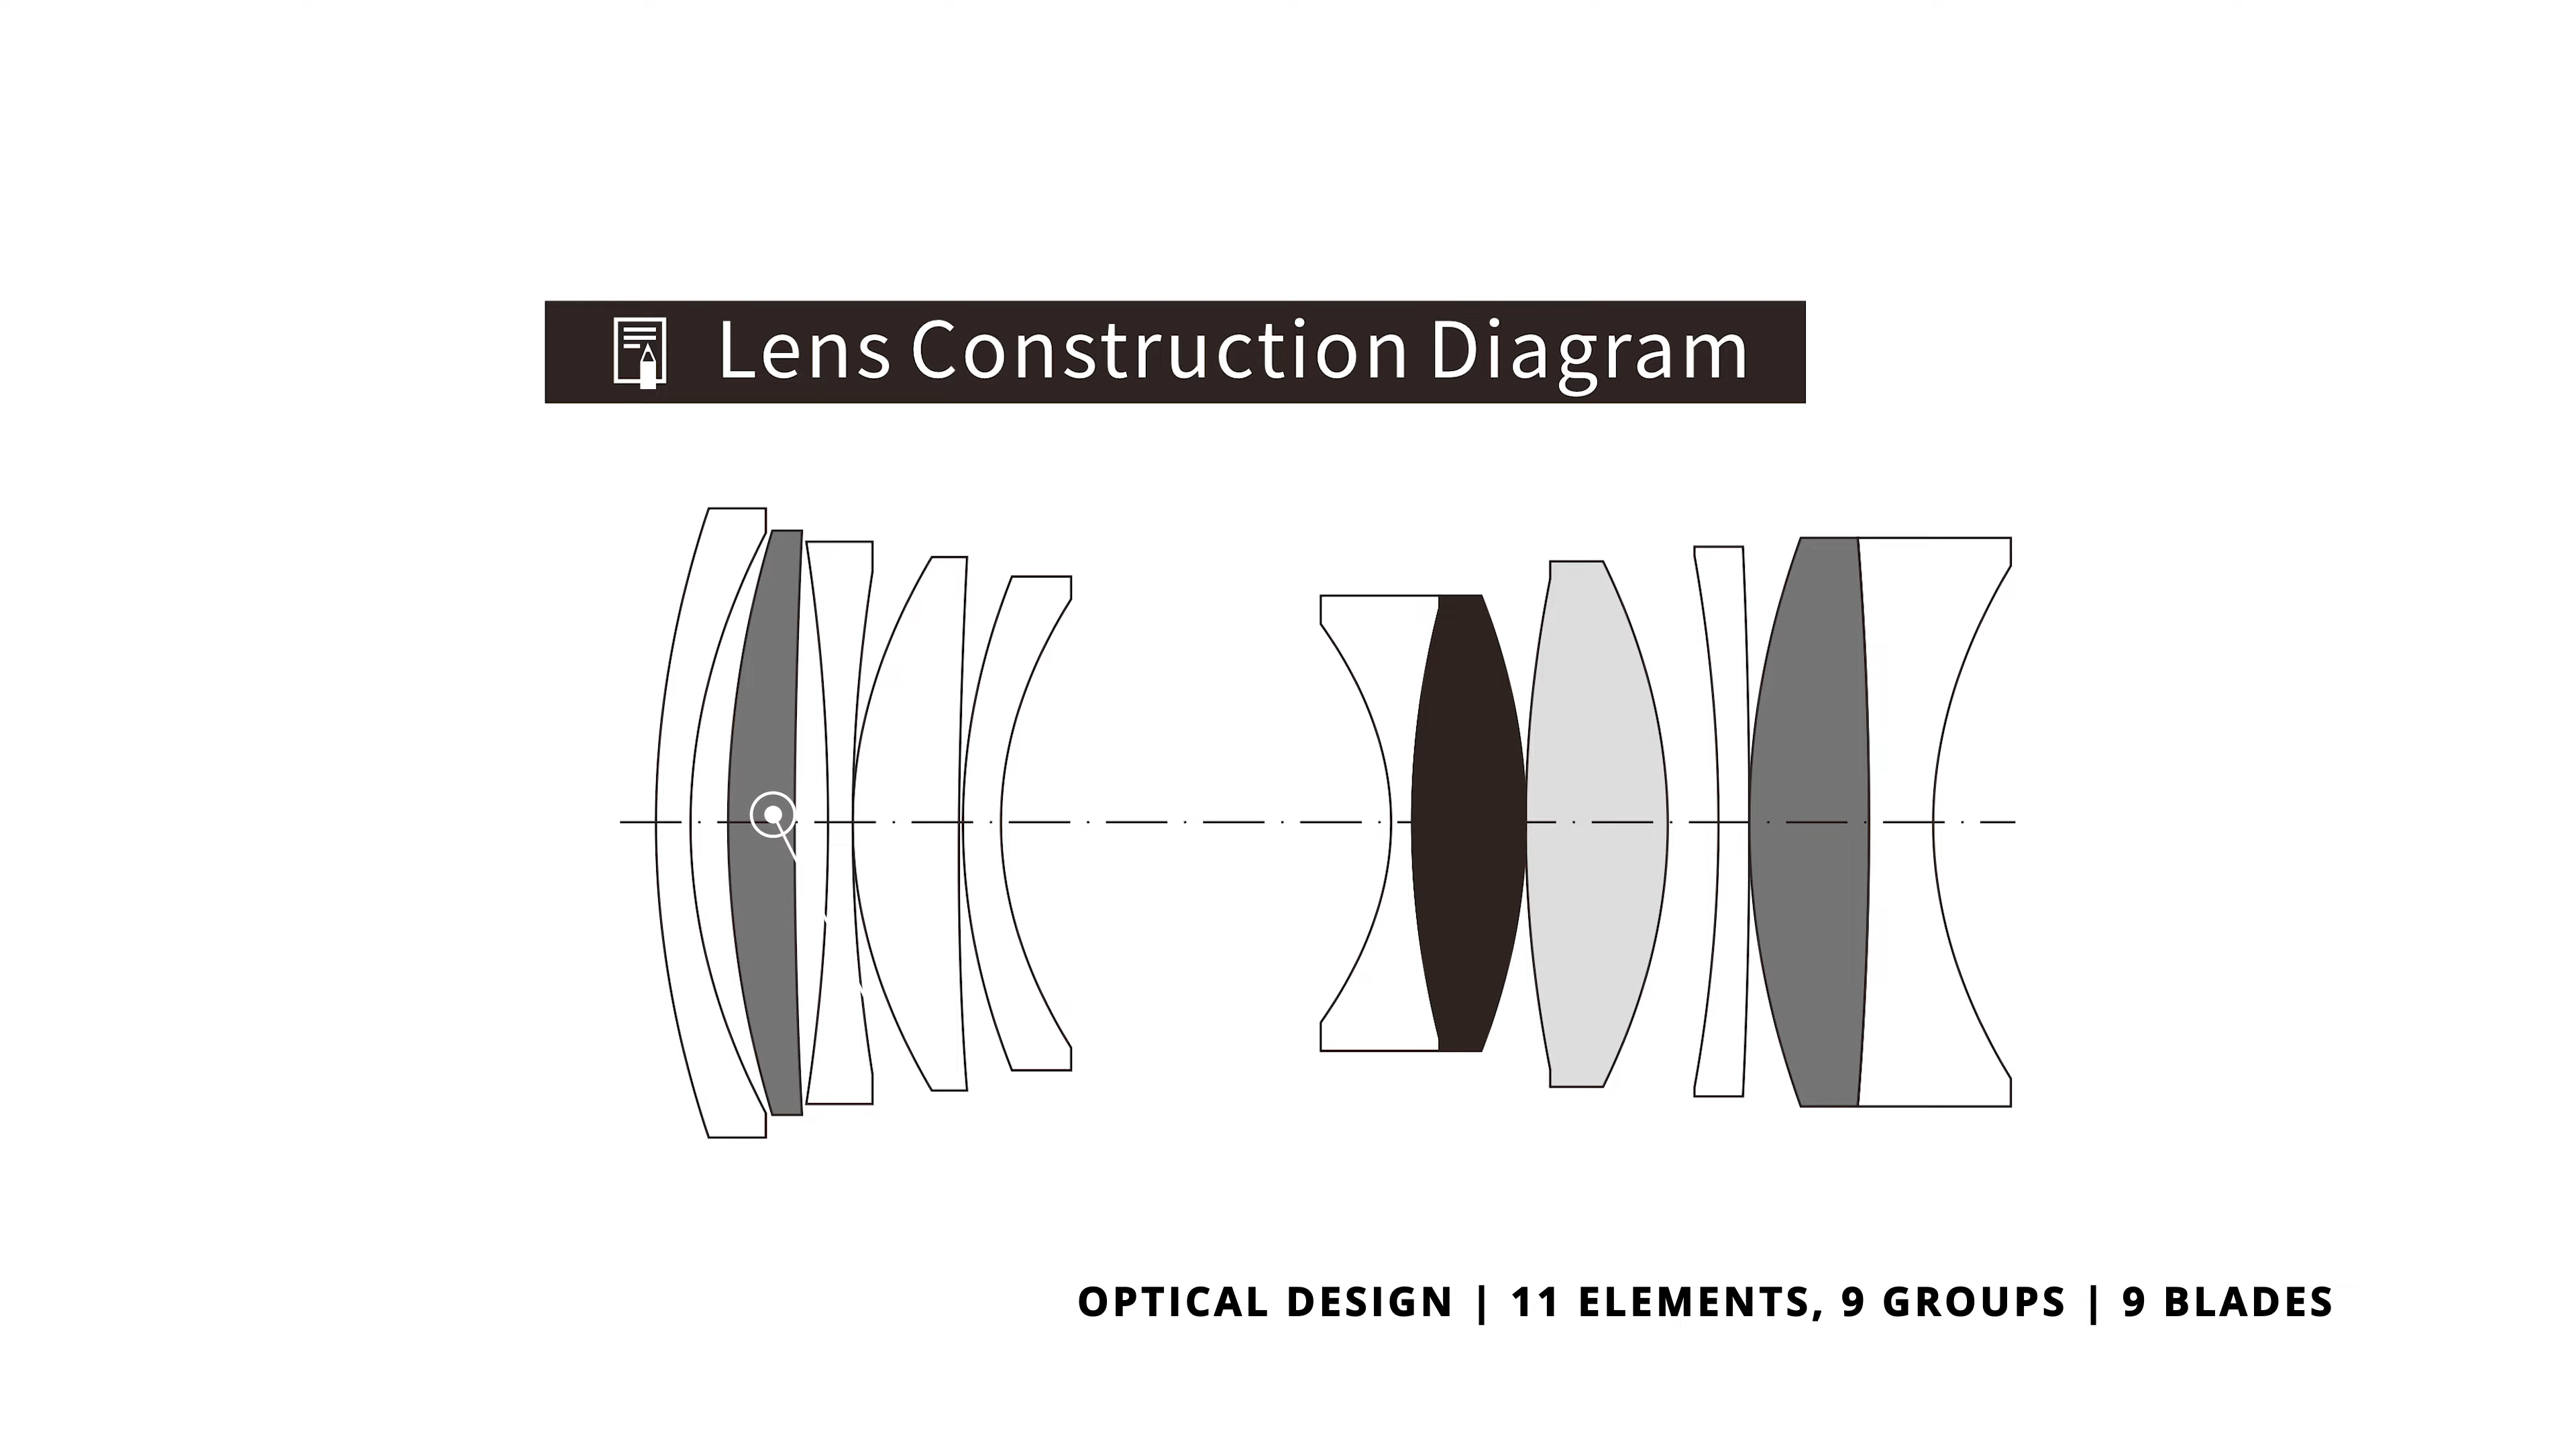 Lens Construction Diagram
OPTICAL DESIGN | 11 ELEMENTS, 9 GROUPS | 9 BLADES